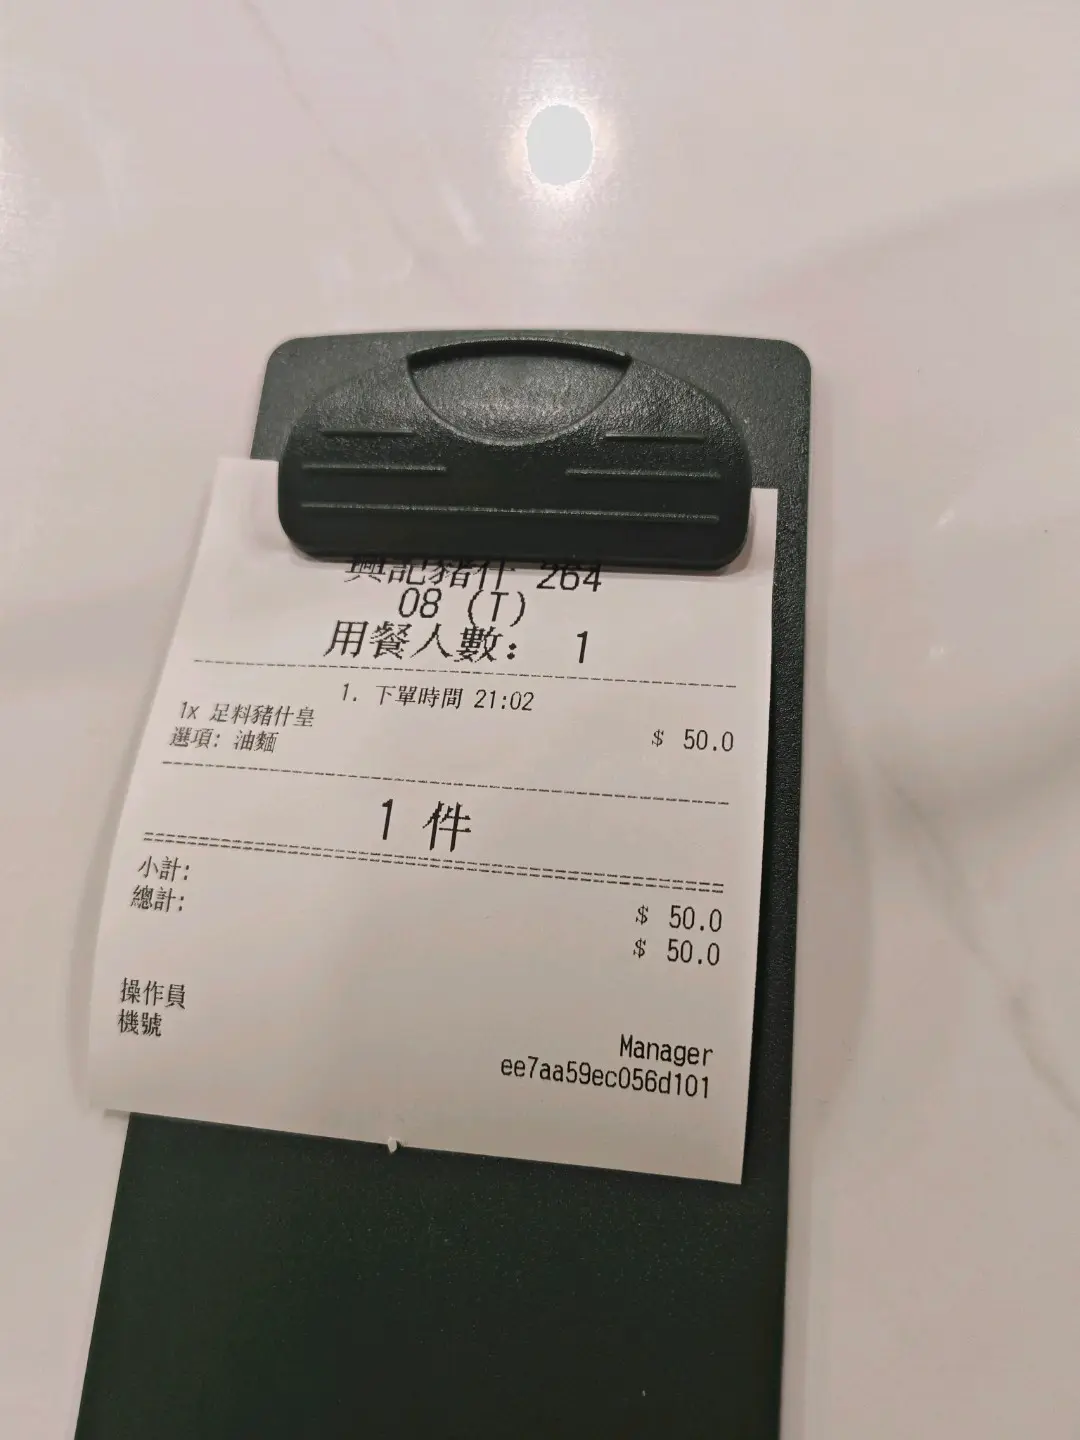 興記豬什 264
08 (T)
用餐人數： 1
1. 下單時間 21:02
1x 足料豬什皇
$ 50.0
選項: 油麵
1 件
小計:
$ 50.0
總計:
$ 50.0
操作員
Manager
機號
ee7aa59ec056d101